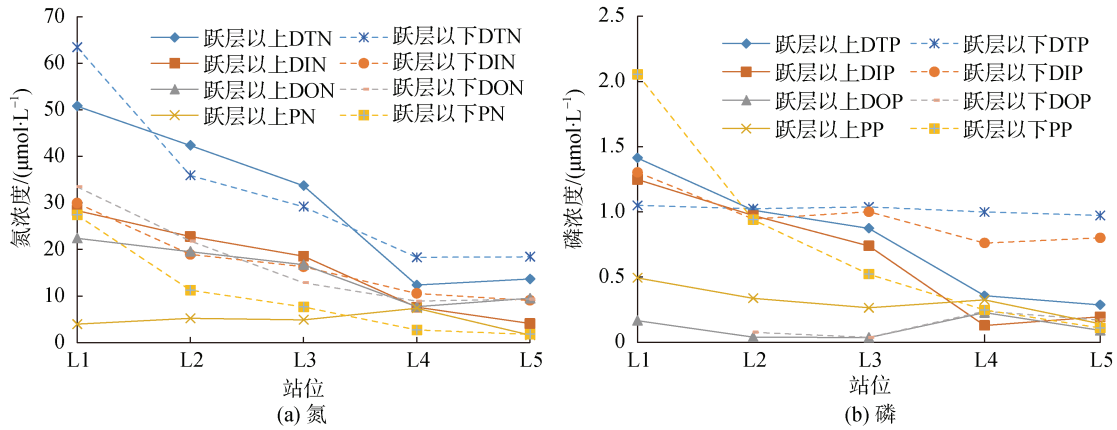 70
60
50
40
30
20
10
0
氮浓度/(μmol·L⁻¹)
跃层以上DTN
跃层以下DTN
跃层以上DIN
跃层以下DIN
跃层以上DON
跃层以下DON
跃层以上PN
跃层以下PN
L1 L2 L3 L4 L5
站位
(a) 氮
2.5
2.0
1.5
1.0
0.5
0
磷浓度/(μmol·L⁻¹)
跃层以上DTP
跃层以下DTP
跃层以上DIP
跃层以下DIP
跃层以上DOP
跃层以下DOP
跃层以上PP
跃层以下PP
L1 L2 L3 L4 L5
站位
(b) 磷